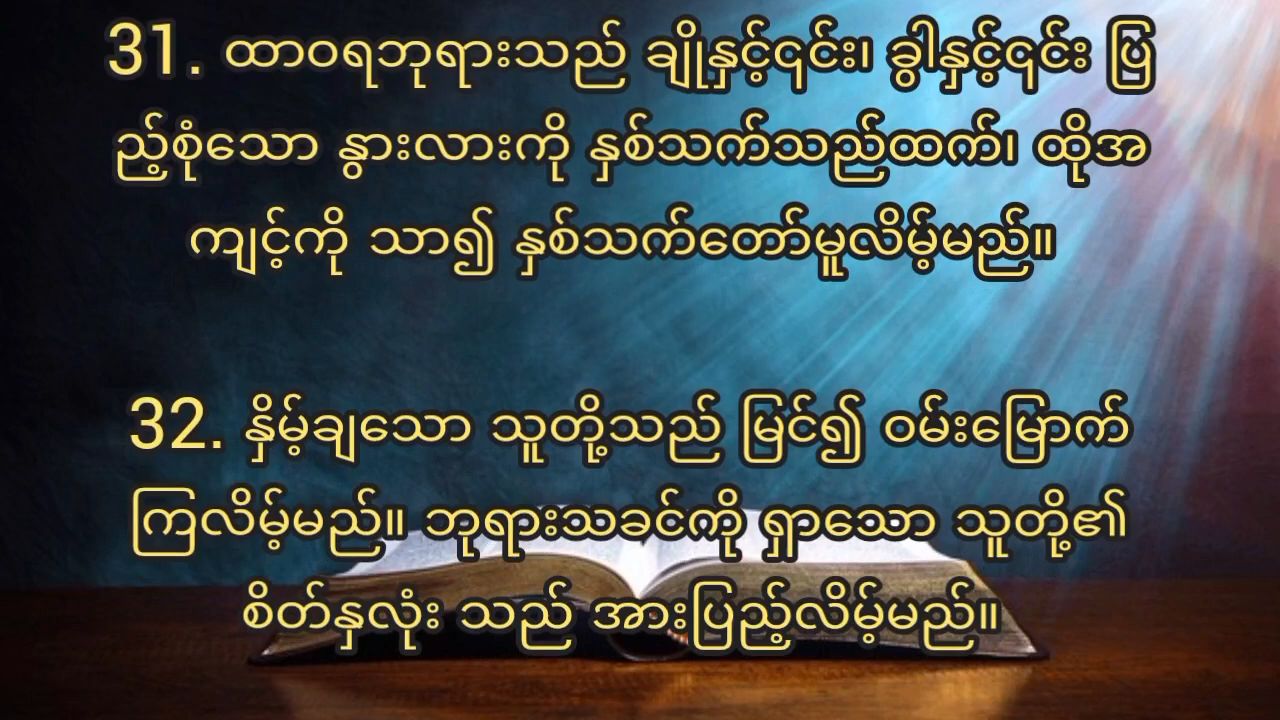 31. ထာဝရဘုရားသည် ချိုနှင့်၎င်း၊ ခွါနှင့်၎င်း ပြ
ည့်စုံသော နွားလားကို နှစ်သက်သည်ထက်၊ ထိုအ
ကျင့်ကို သာ၍ နှစ်သက်တော်မူလိမ့်မည်။
32. နှိမ့်ချသော သူတို့သည် မြင်၍ ဝမ်းမြောက်
ကြလိမ့်မည်။ ဘုရားသခင်ကို ရှာသော သူတို့၏
စိတ်နှလုံး သည် အားပြည့်လိမ့်မည်။